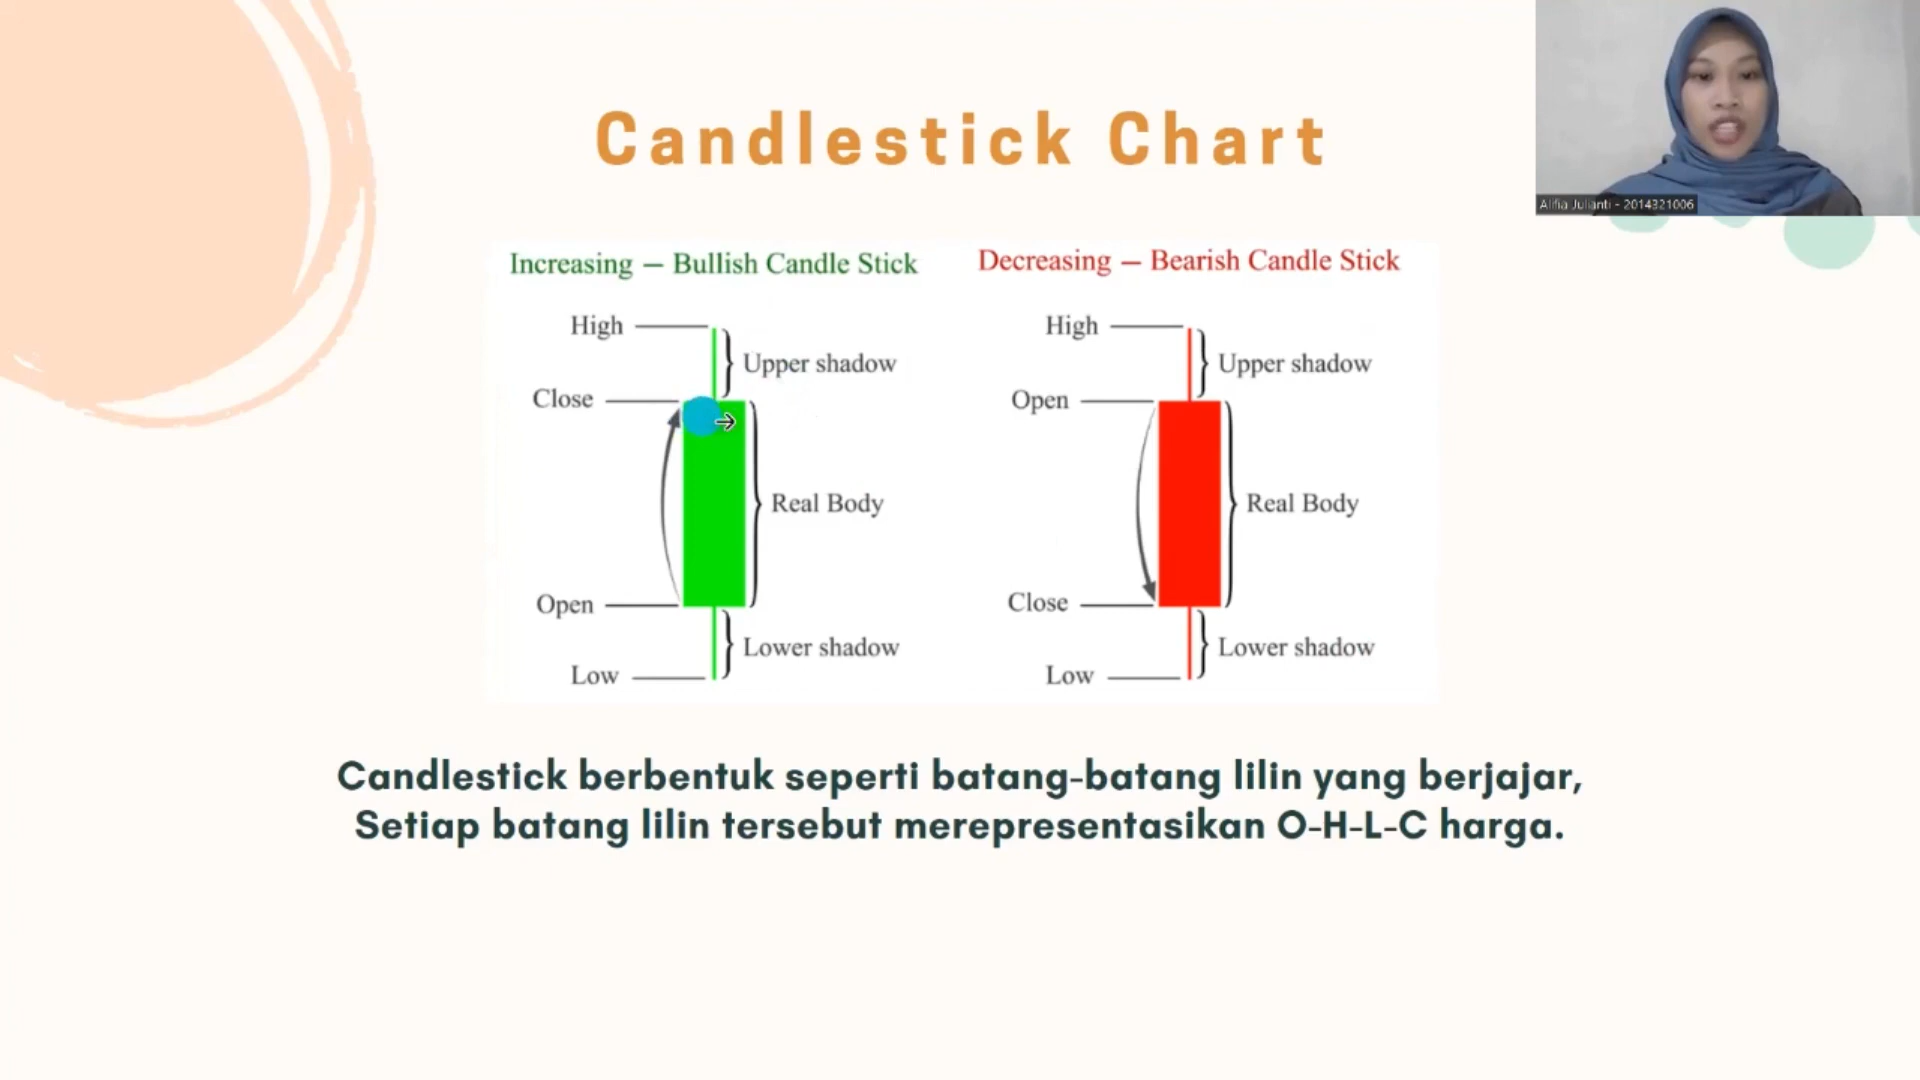 Candlestick Chart
Alifia Julianti - 2014321006
Increasing — Bullish Candle Stick
High
Upper shadow
Close
Real Body
Open
Lower shadow
Low
Decreasing — Bearish Candle Stick
High
Upper shadow
Open
Real Body
Close
Lower shadow
Low
Candlestick berbentuk seperti batang-batang lilin yang berjajar,
Setiap batang lilin tersebut merepresentasikan O-H-L-C harga.